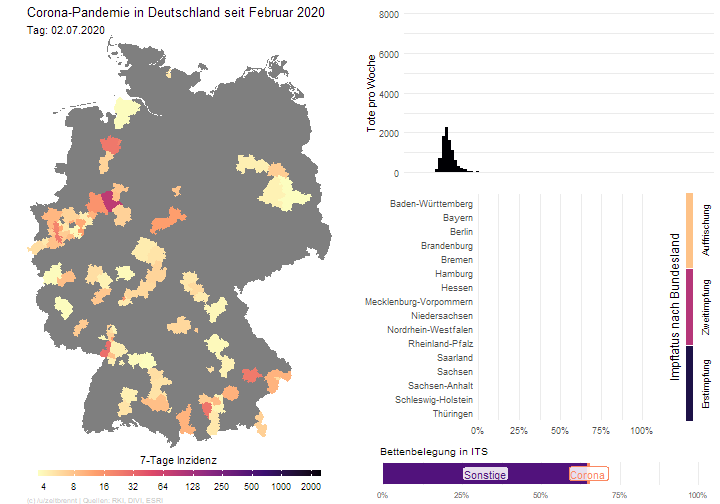 Corona-Pandemie in Deutschland seit Februar 2020
Tag: 02.07.2020
7-Tage Inzidenz
4 8 16 32 64 128 250 500 1000 2000
(c) /u/zeitbrennt | Quellen: RKI, DIVI, ESRI
Tote pro Woche
8000
6000
4000
2000
0
Impfstatus nach Bundesland
Baden-Württemberg
Bayern
Berlin
Brandenburg
Bremen
Hamburg
Hessen
Mecklenburg-Vorpommern
Niedersachsen
Nordrhein-Westfalen
Rheinland-Pfalz
Saarland
Sachsen
Sachsen-Anhalt
Schleswig-Holstein
Thüringen
0% 25% 50% 75% 100%
Auffrischung
Zweitimpfung
Erstimpfung
Bettenbelegung in ITS
Sonstige Corona
0% 25% 50% 75% 100%